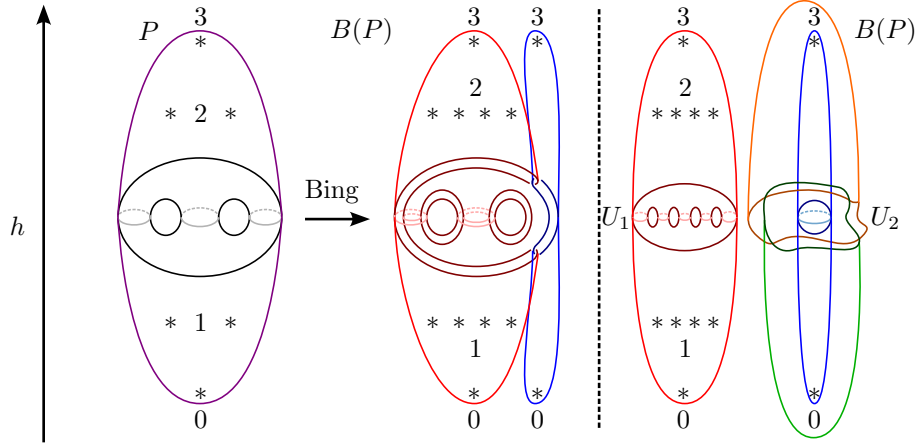 3 3 3 3 3
P B(P) B(P)
* * * * *
2 2 2
* * * * * * * * * *
Bing
h U₁ U₂
* * * * * * * * * *
1 1 1
* * * * *
0 0 0 0 0